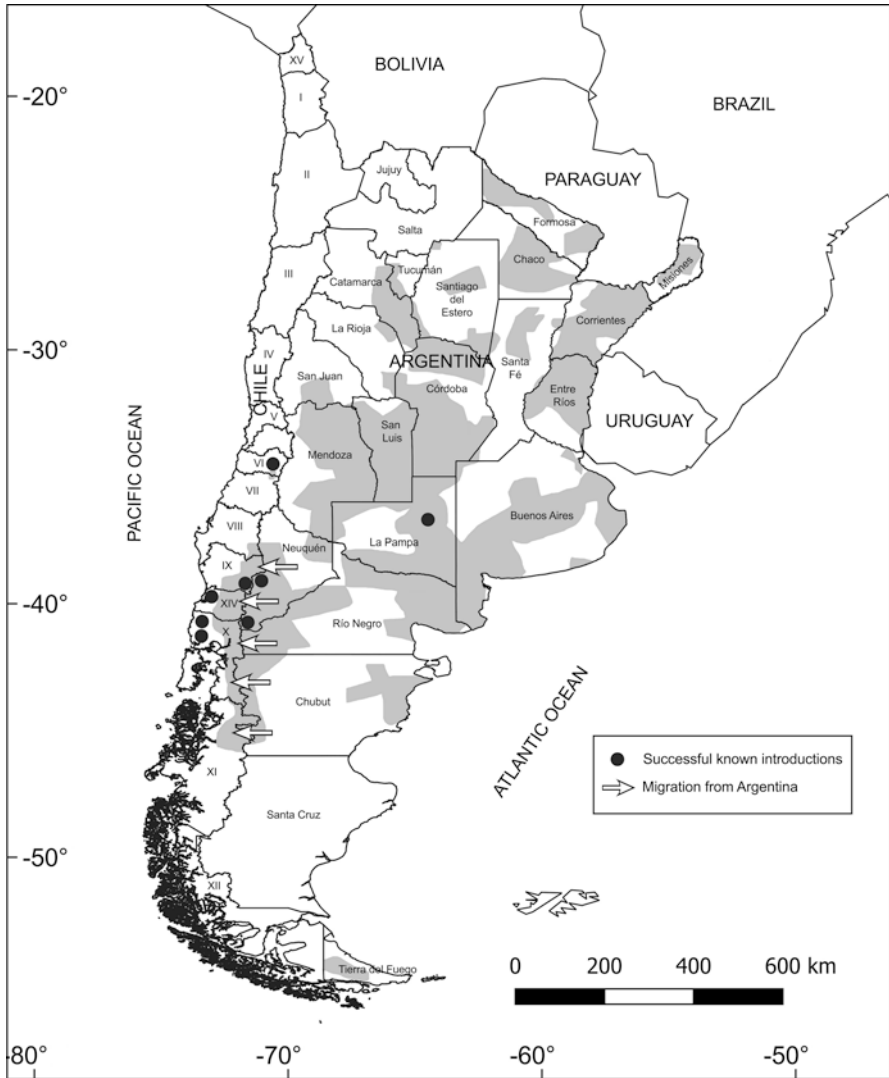 BOLIVIA
BRAZIL
PARAGUAY
URUGUAY
ARGENTINA
CHILE
PACIFIC OCEAN
ATLANTIC OCEAN
XV
I
II
III
IV
V
VI
VII
VIII
IX
XIV
X
XI
XII
Jujuy
Salta
Formosa
Chaco
Misiones
Catamarca
Tucumán
Santiago
del
Estero
Corrientes
La Rioja
Santa
Fé
San Juan
Córdoba
Entre
Ríos
San
Luis
Mendoza
Buenos Aires
La Pampa
Neuquén
Río Negro
Chubut
Santa Cruz
Tierra del Fuego
Successful known introductions
Migration from Argentina
0 200 400 600 km
-20°
-30°
-40°
-50°
-80° -70° -60° -50°